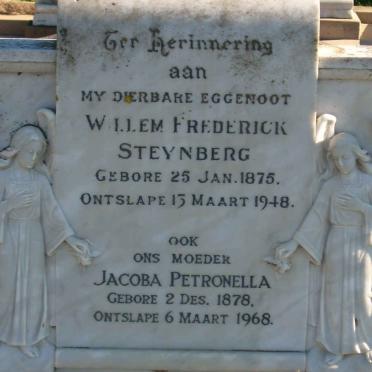 Ter Herinnering
aan
MY DIERBARE EGGENOOT
WILLEM FREDERICK
STEYNBERG
GEBORE 25 JAN. 1875.
ONTSLAPE 13 MAART 1948.
OOK
ONS MOEDER
JACOBA PETRONELLA
GEBORE 2 DES. 1878,
ONTSLAPE 6 MAART 1968.